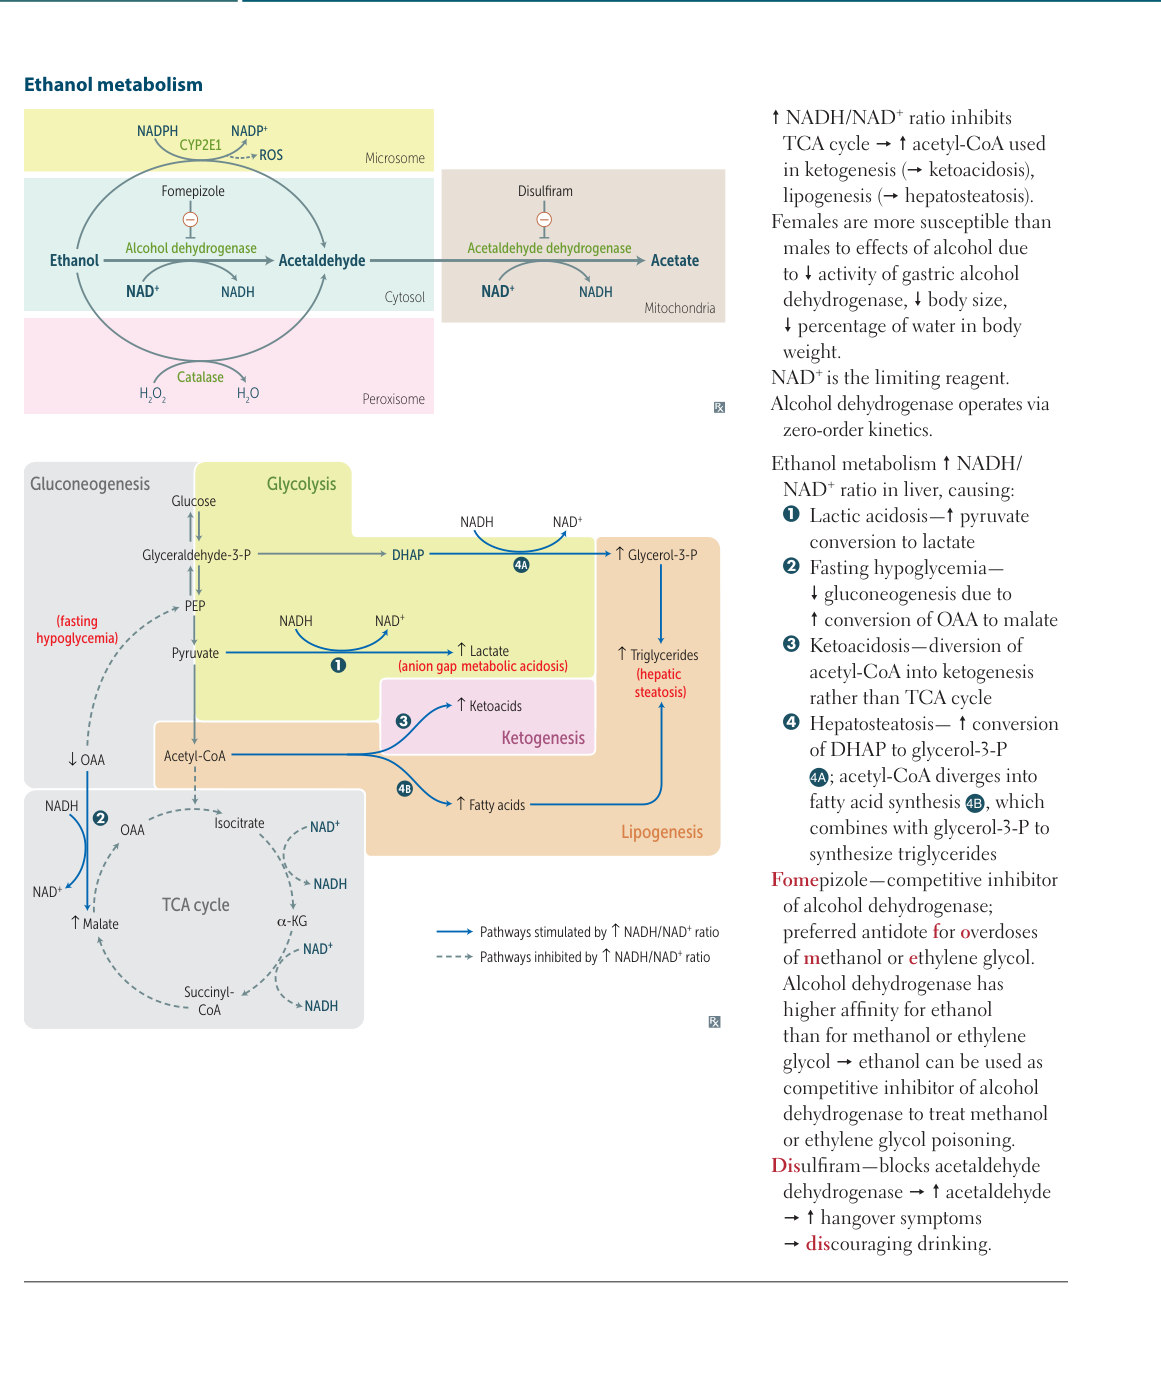 Ethanol metabolism
NADPH
NADP+
CYP2E1
ROS
Microsome
Fomepizole
Disulfiram
–
–
Alcohol dehydrogenase
Acetaldehyde dehydrogenase
Ethanol
Acetaldehyde
Acetate
NAD+
NADH
NAD+
NADH
Cytosol
Mitochondria
Catalase
H2O2
H2O
Peroxisome
Rx
Gluconeogenesis
Glycolysis
Glucose
NADH
NAD+
Glyceraldehyde-3-P
DHAP
↑ Glycerol-3-P
4A
PEP
(fasting
hypoglycemia)
NADH
NAD+
Pyruvate
↑ Lactate
(anion gap metabolic acidosis)
1
↑ Triglycerides
(hepatic
steatosis)
↑ Ketoacids
3
Ketogenesis
↓ OAA
Acetyl-CoA
4B
↑ Fatty acids
Lipogenesis
NADH
2
OAA
Isocitrate
NAD+
NADH
NAD+
TCA cycle
↑ Malate
α-KG
NAD+
Succinyl-
CoA
NADH
Pathways stimulated by ↑ NADH/NAD+ ratio
Pathways inhibited by ↑ NADH/NAD+ ratio
Rx
↑ NADH/NAD+ ratio inhibits
TCA cycle → ↑ acetyl-CoA used
in ketogenesis (→ ketoacidosis),
lipogenesis (→ hepatosteatosis).
Females are more susceptible than
males to effects of alcohol due
to ↓ activity of gastric alcohol
dehydrogenase, ↓ body size,
↓ percentage of water in body
weight.
NAD+ is the limiting reagent.
Alcohol dehydrogenase operates via
zero-order kinetics.
Ethanol metabolism ↑ NADH/
NAD+ ratio in liver, causing:
1 Lactic acidosis—↑ pyruvate
conversion to lactate
2 Fasting hypoglycemia—
↓ gluconeogenesis due to
↑ conversion of OAA to malate
3 Ketoacidosis—diversion of
acetyl-CoA into ketogenesis
rather than TCA cycle
4 Hepatosteatosis— ↑ conversion
of DHAP to glycerol-3-P
4A; acetyl-CoA diverges into
fatty acid synthesis 4B, which
combines with glycerol-3-P to
synthesize triglycerides
Fomepizole—competitive inhibitor
of alcohol dehydrogenase;
preferred antidote for overdoses
of methanol or ethylene glycol.
Alcohol dehydrogenase has
higher affinity for ethanol
than for methanol or ethylene
glycol → ethanol can be used as
competitive inhibitor of alcohol
dehydrogenase to treat methanol
or ethylene glycol poisoning.
Disulfiram—blocks acetaldehyde
dehydrogenase → ↑ acetaldehyde
→ ↑ hangover symptoms
→ discouraging drinking.